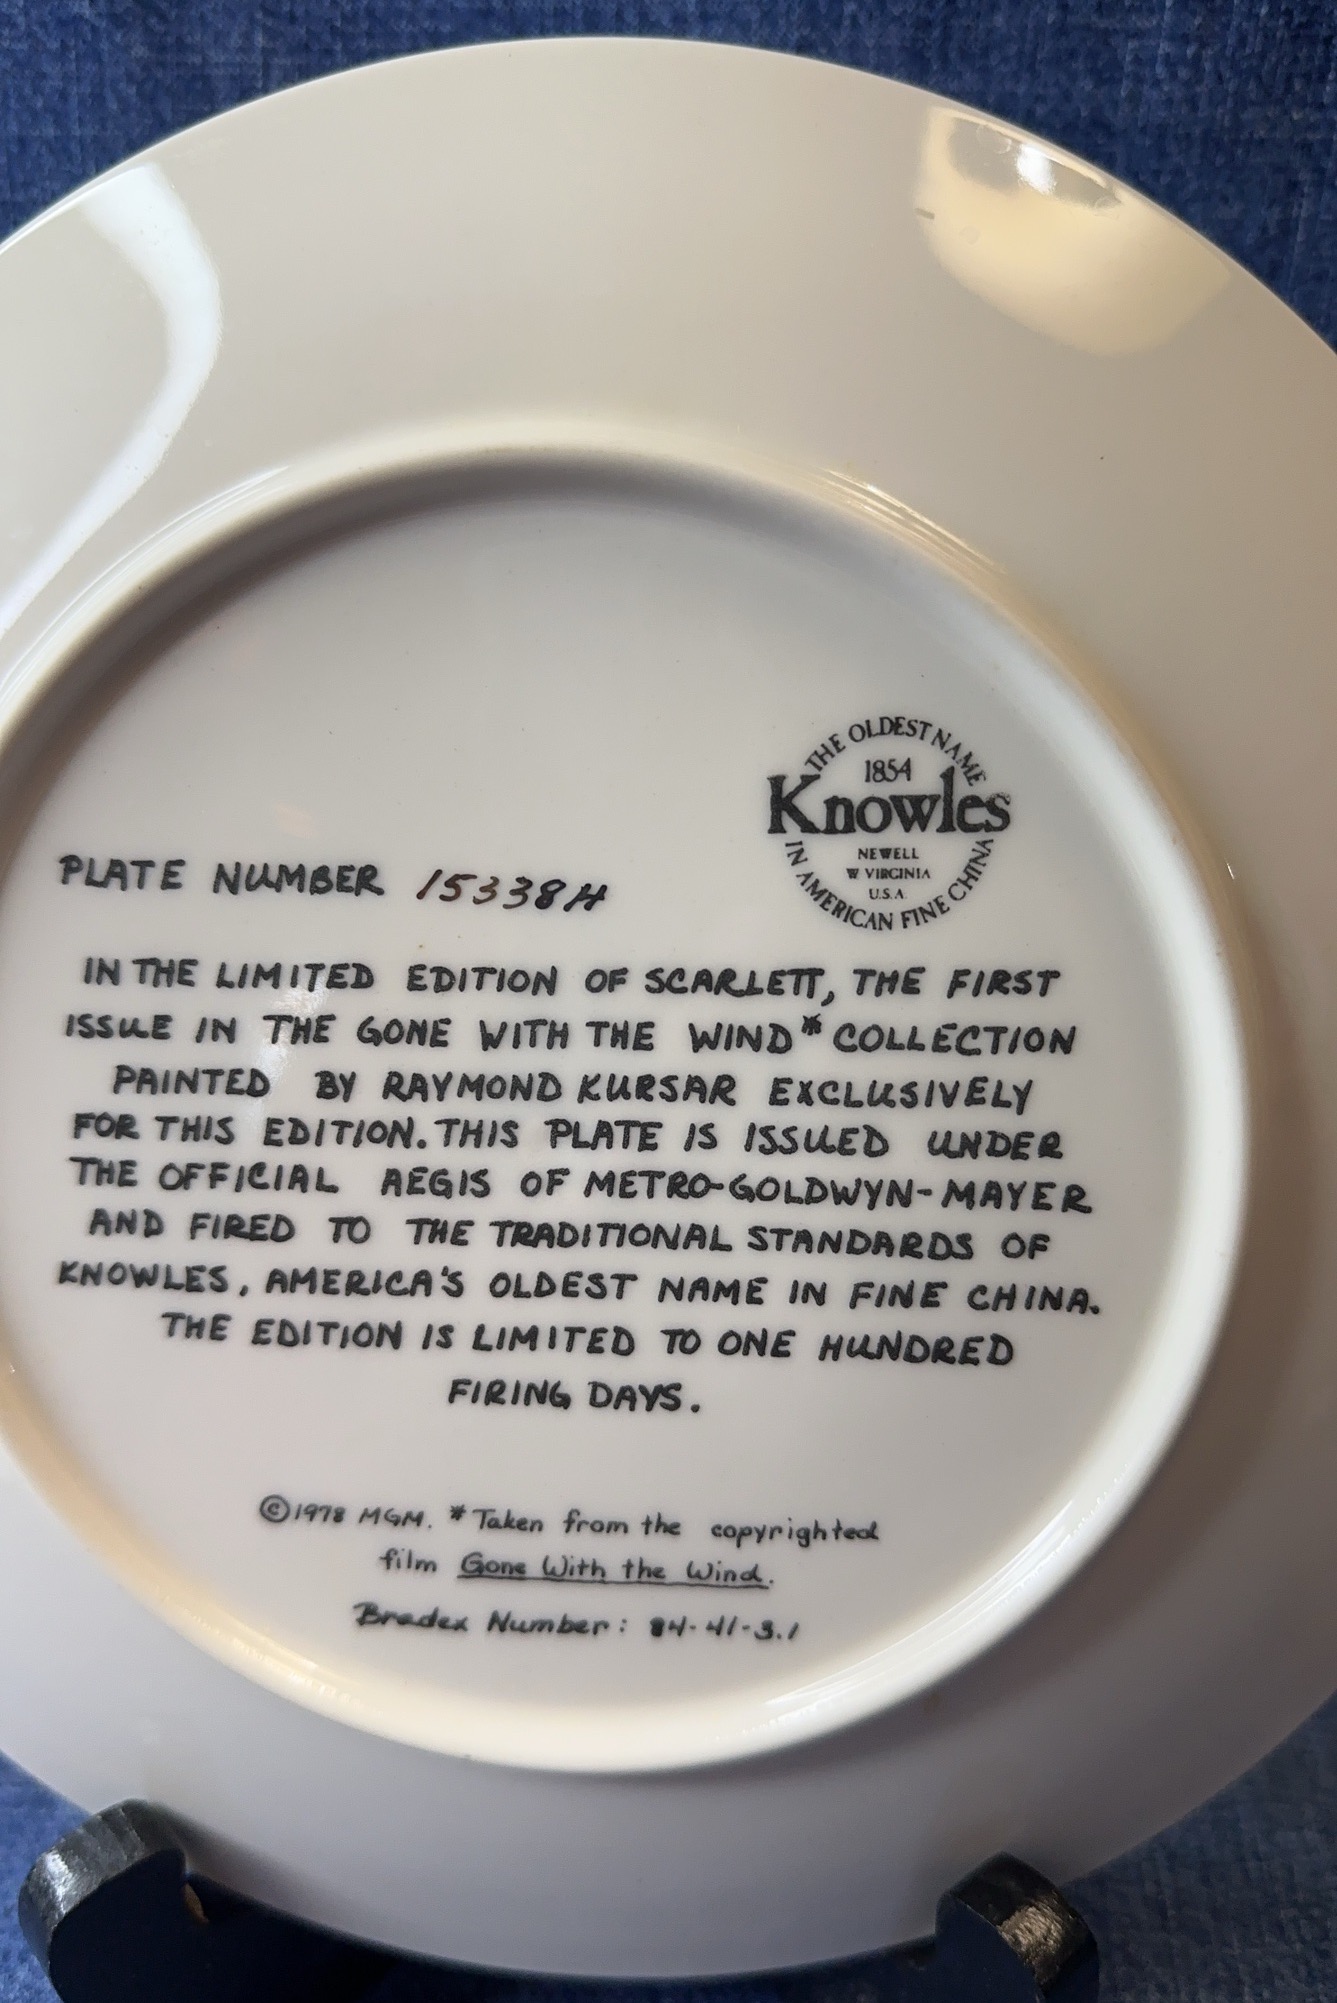 THE OLDEST NAME
1854
Knowles
NEWELL
W VIRGINIA
U.S.A.
IN AMERICAN FINE CHINA
PLATE NUMBER 15338H
IN THE LIMITED EDITION OF SCARLETT, THE FIRST
ISSUE IN THE GONE WITH THE WIND* COLLECTION
PAINTED BY RAYMOND KURSAR EXCLUSIVELY
FOR THIS EDITION. THIS PLATE IS ISSUED UNDER
THE OFFICIAL AEGIS OF METRO-GOLDWYN-MAYER
AND FIRED TO THE TRADITIONAL STANDARDS OF
KNOWLES, AMERICA'S OLDEST NAME IN FINE CHINA.
THE EDITION IS LIMITED TO ONE HUNDRED
FIRING DAYS.
©1978 MGM. *Taken from the copyrighted
film Gone With the Wind.
Bradex Number: 84-41-3.1